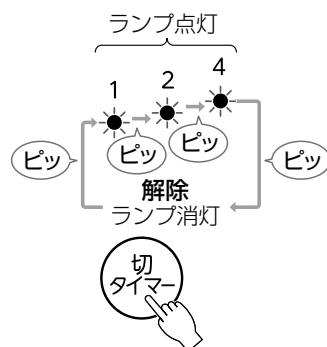 ランプ点灯
1 2 4
ピッ ピッ
ピッ ピッ
解除
ランプ消灯
切
タイマー